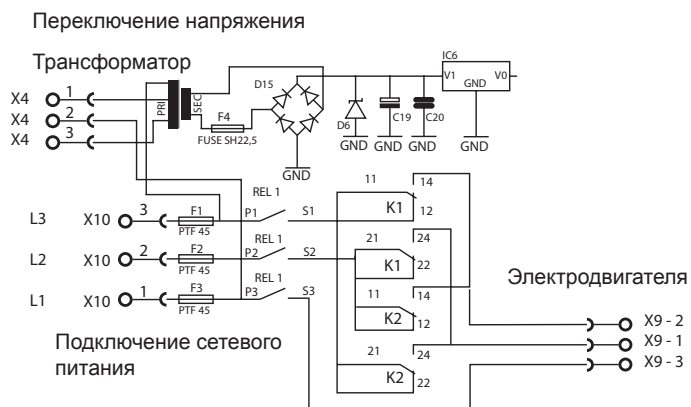 Переключение напряжения
Трансформатор
X4 1
X4 2
X4 3
PRI
SEC
F4
FUSE SH22,5
D15
GND
D6
GND
C19
GND
C20
GND
IC6
V1 V0
GND
GND
L3 X10 3 F1 P1 REL 1 S1
PTF 45
L2 X10 2 F2 P2 REL 1 S2
PTF 45
L1 X10 1 F3 P3 REL 1 S3
PTF 45
11 14
K1 12
21 24
K1 22
11 14
K2 12
21 24
K2 22
Электродвигателя
X9 - 2
X9 - 1
X9 - 3
Подключение сетевого
питания